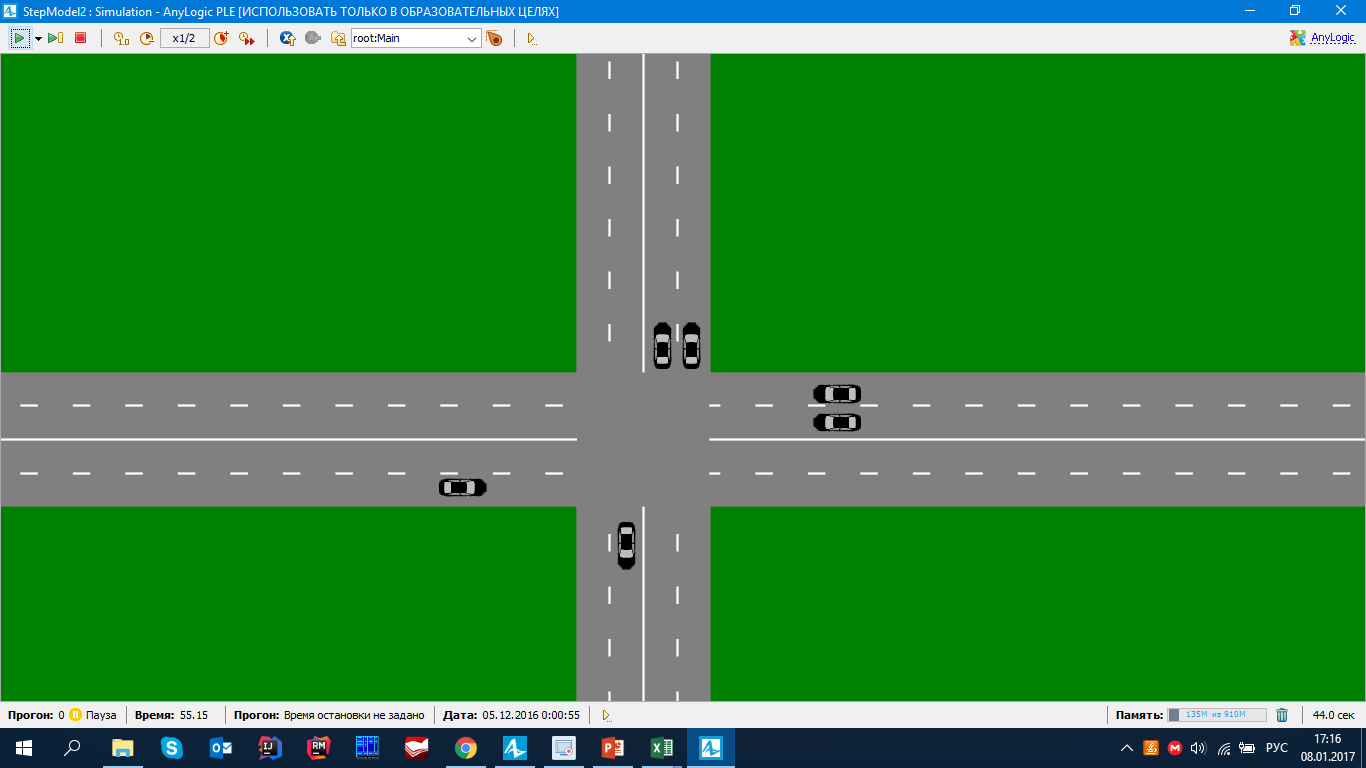 StepModel2 : Simulation - AnyLogic PLE [ИСПОЛЬЗОВАТЬ ТОЛЬКО В ОБРАЗОВАТЕЛЬНЫХ ЦЕЛЯХ]
1.0 x1/2 root:Main AnyLogic
Прогон: 0 Пауза Время: 55.15 Прогон: Время остановки не задано Дата: 05.12.2016 0:00:55 Память: 135M из 910M 44.0 сек
РУС 17:16
08.01.2017